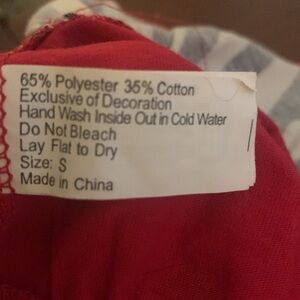 65% Polyester 35% Cotton
Exclusive of Decoration
Hand Wash Inside Out in Cold Water
Do Not Bleach
Lay Flat to Dry
Size: S
Made in China